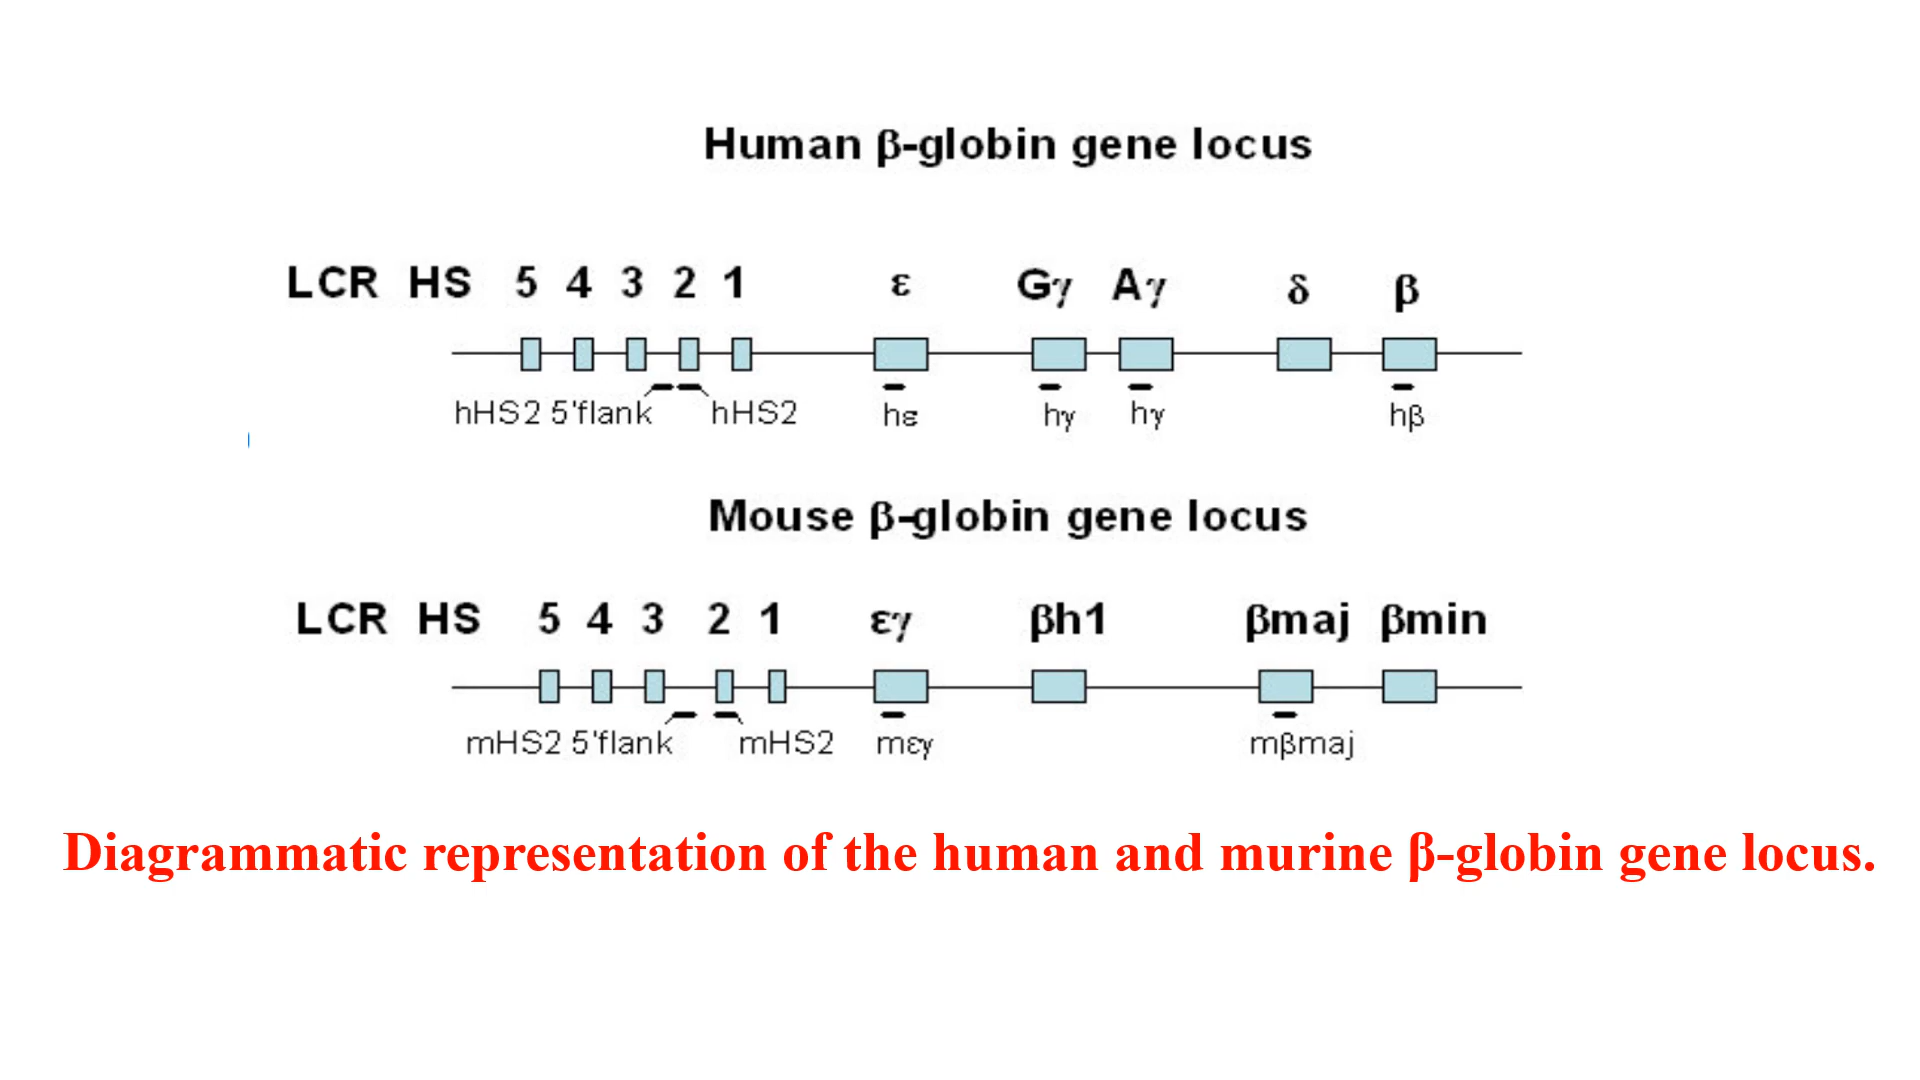 Human β-globin gene locus
LCR HS 5 4 3 2 1 ε Gγ Aγ δ β
hHS2 5'flank hHS2 hε hγ hγ hβ
Mouse β-globin gene locus
LCR HS 5 4 3 2 1 εγ βh1 βmaj βmin
mHS2 5'flank mHS2 mεγ mβmaj
Diagrammatic representation of the human and murine β-globin gene locus.